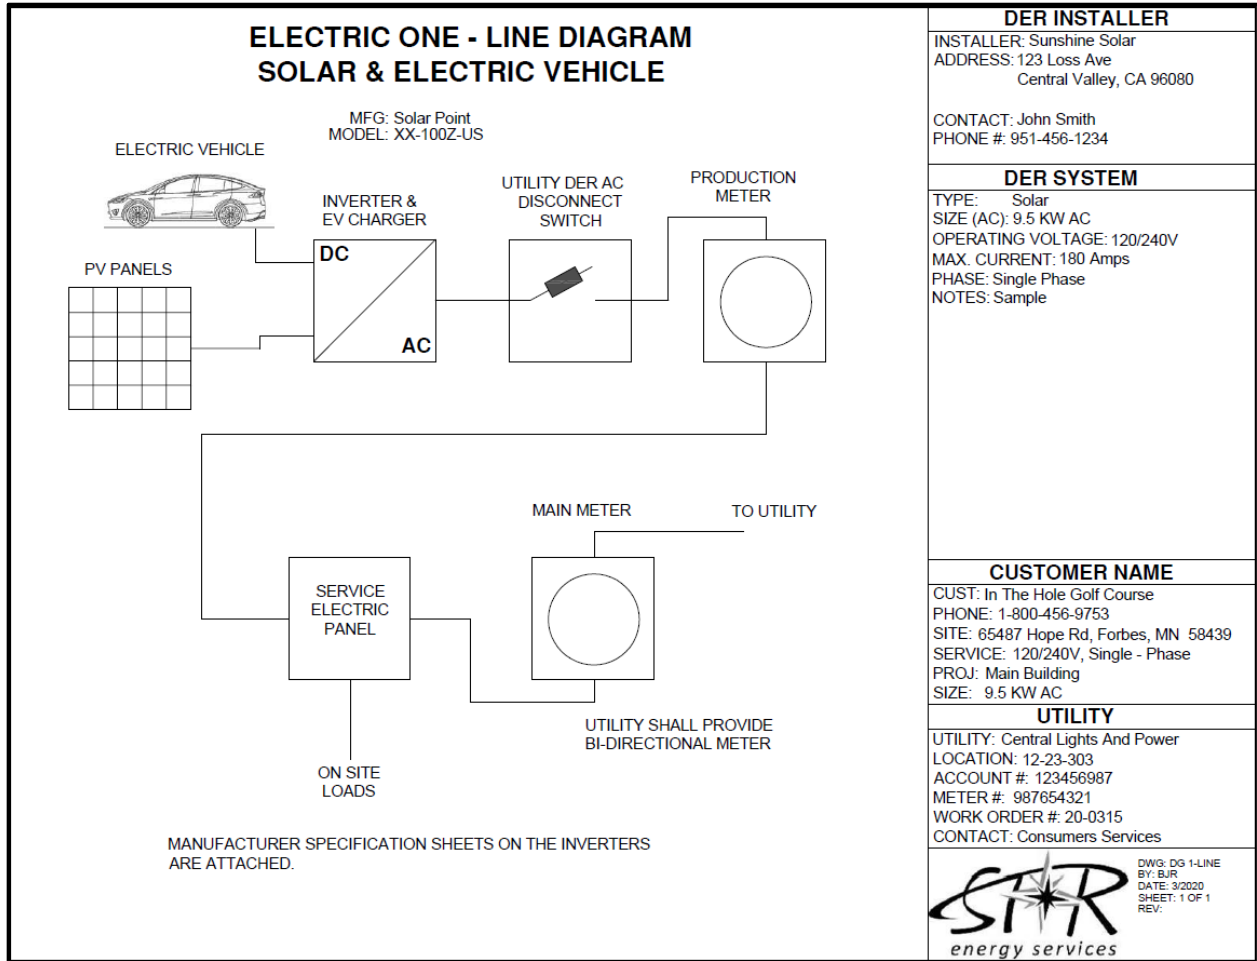 ELECTRIC ONE - LINE DIAGRAM
SOLAR & ELECTRIC VEHICLE
MFG: Solar Point
MODEL: XX-100Z-US
ELECTRIC VEHICLE
INVERTER &
EV CHARGER
UTILITY DER AC
DISCONNECT
SWITCH
PRODUCTION
METER
DC
AC
PV PANELS
MAIN METER
TO UTILITY
SERVICE
ELECTRIC
PANEL
UTILITY SHALL PROVIDE
BI-DIRECTIONAL METER
ON SITE
LOADS
MANUFACTURER SPECIFICATION SHEETS ON THE INVERTERS
ARE ATTACHED.
DER INSTALLER
INSTALLER: Sunshine Solar
ADDRESS: 123 Loss Ave
Central Valley, CA 96080
CONTACT: John Smith
PHONE #: 951-456-1234
DER SYSTEM
TYPE: Solar
SIZE (AC): 9.5 KW AC
OPERATING VOLTAGE: 120/240V
MAX. CURRENT: 180 Amps
PHASE: Single Phase
NOTES: Sample
CUSTOMER NAME
CUST: In The Hole Golf Course
PHONE: 1-800-456-9753
SITE: 65487 Hope Rd, Forbes, MN 58439
SERVICE: 120/240V, Single - Phase
PROJ: Main Building
SIZE: 9.5 KW AC
UTILITY
UTILITY: Central Lights And Power
LOCATION: 12-23-303
ACCOUNT #: 123456987
METER #: 987654321
WORK ORDER #: 20-0315
CONTACT: Consumers Services
STAR
energy services
DWG: DG 1-LINE
BY: BJR
DATE: 3/2020
SHEET: 1 OF 1
REV: